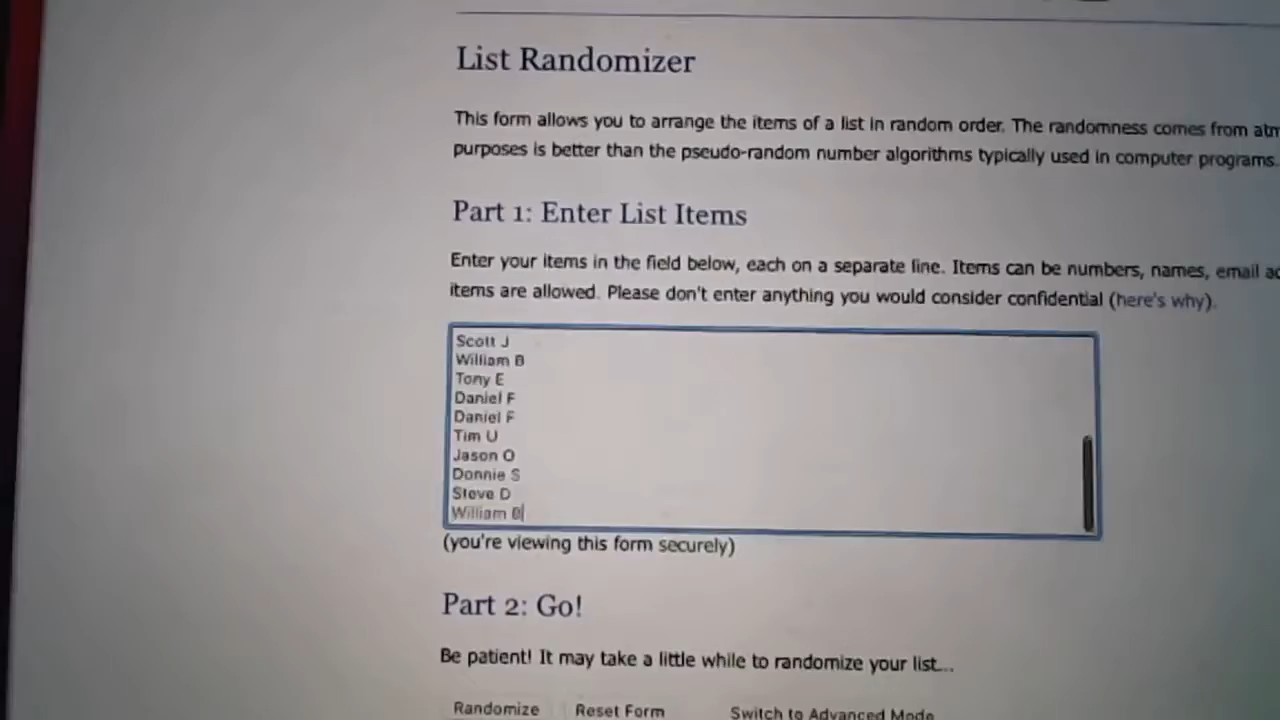 List Randomizer
This form allows you to arrange the items of a list in random order. The randomness comes from
purposes is better than the pseudo-random number algorithms typically used in computer programs.
Part 1: Enter List Items
Enter your items in the field below, each on a separate line. Items can be numbers, names, email
items are allowed. Please don't enter anything you would consider confidential (here's why).
Scott J
William B
Tony E
Daniel F
Daniel F
Tim U
Jason O
Donnie S
Steve D
William B
(you're viewing this form securely)
Part 2: Go!
Be patient! It may take a little while to randomize your list...
Randomize Reset Form Switch to Advanced Mode